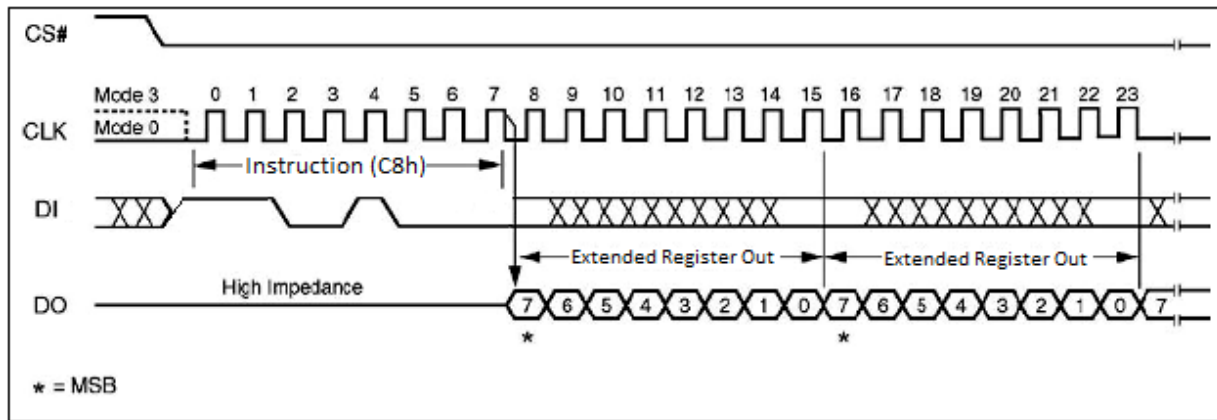 CS#
Mode 3 0 1 2 3 4 5 6 7 8 9 10 11 12 13 14 15 16 17 18 19 20 21 22 23
CLK Mode 0
Instruction (C8h)
DI
Extended Register Out Extended Register Out
High Impedance
DO 7 6 5 4 3 2 1 0 7 6 5 4 3 2 1 0 7
* *
* = MSB